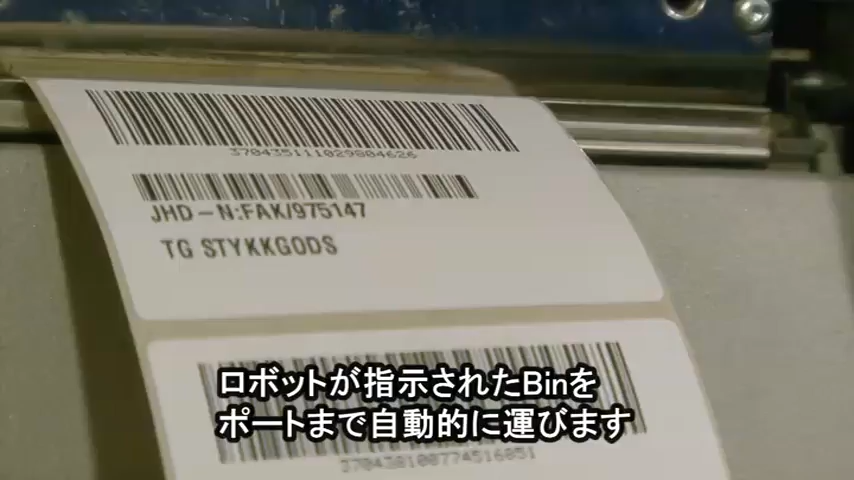 370435111029804626
JHD-N:FAK/975147
TG STYKKGODS
ロボットが指示されたBinを
ポートまで自動的に運びます